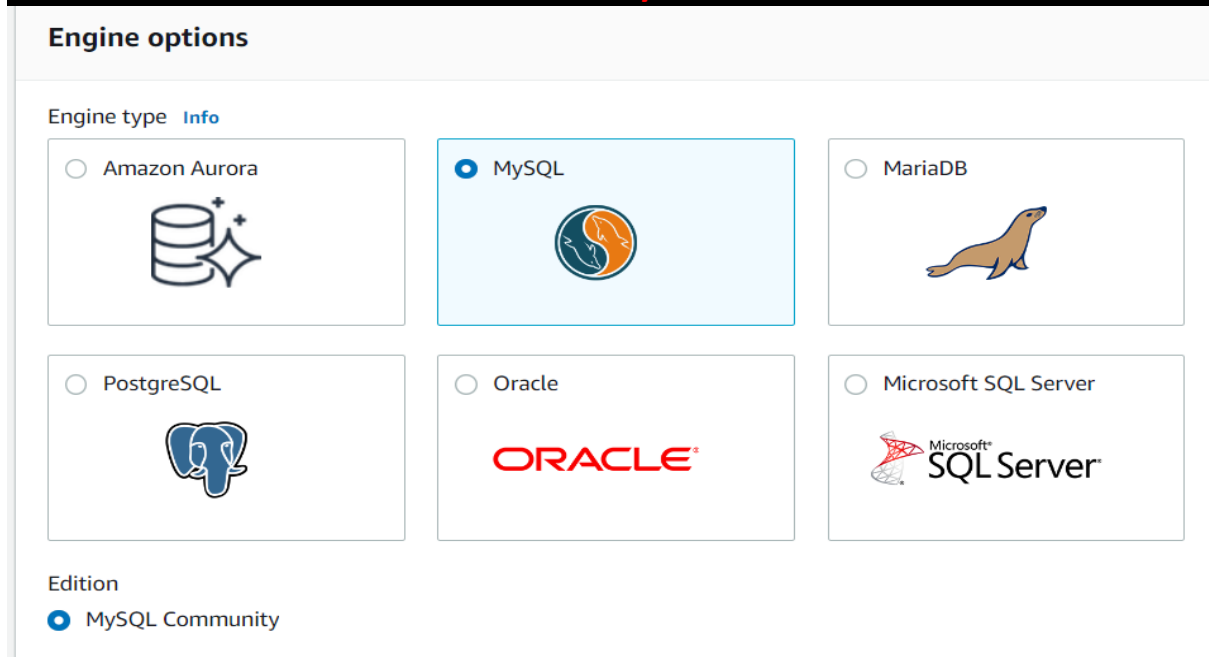 Engine options
Engine type Info
Amazon Aurora
MySQL
MariaDB
PostgreSQL
Oracle
Microsoft SQL Server
ORACLE®
Microsoft®
SQL Server®
Edition
MySQL Community